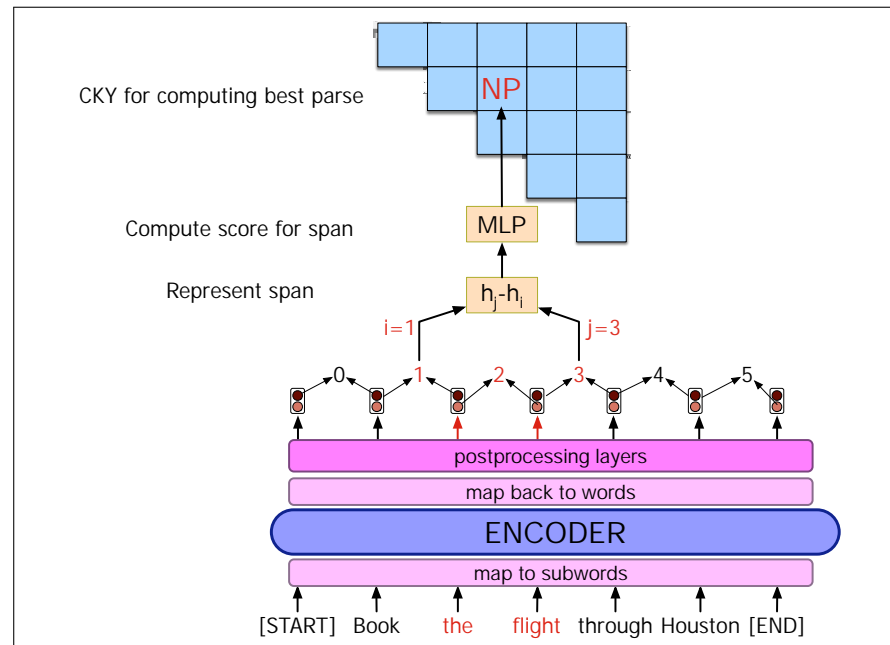 CKY for computing best parse
NP
Compute score for span
MLP
Represent span
hj-hi
i=1
j=3
0 1 2 3 4 5
postprocessing layers
map back to words
ENCODER
map to subwords
[START] Book the flight through Houston [END]